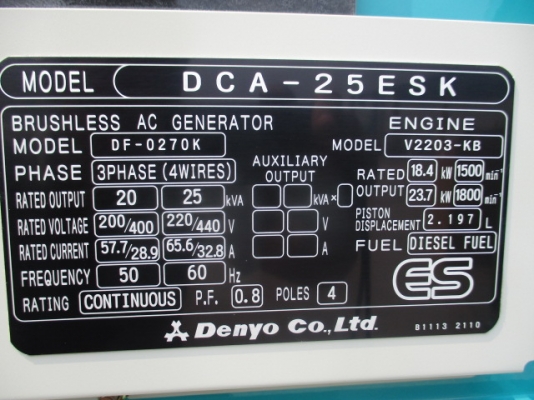 MODEL DCA-25ESK
BRUSHLESS AC GENERATOR
MODEL DF-0270K
PHASE 3PHASE (4WIRES)
RATED OUTPUT 20 25 kVA
RATED VOLTAGE 200/400 220/440 V
RATED CURRENT 57.7/28.9 65.6/32.8 A
FREQUENCY 50 60 Hz
RATING CONTINUOUS P.F. 0.8 POLES 4
AUXILIARY
OUTPUT
kVA×
V
A
ENGINE
MODEL V2203-KB
RATED OUTPUT 18.4 kW 1500 min⁻¹
23.7 kW 1800 min⁻¹
PISTON DISPLACEMENT 2.197 L
FUEL DIESEL FUEL
ES
Denyo Co.,Ltd.
81113 2110